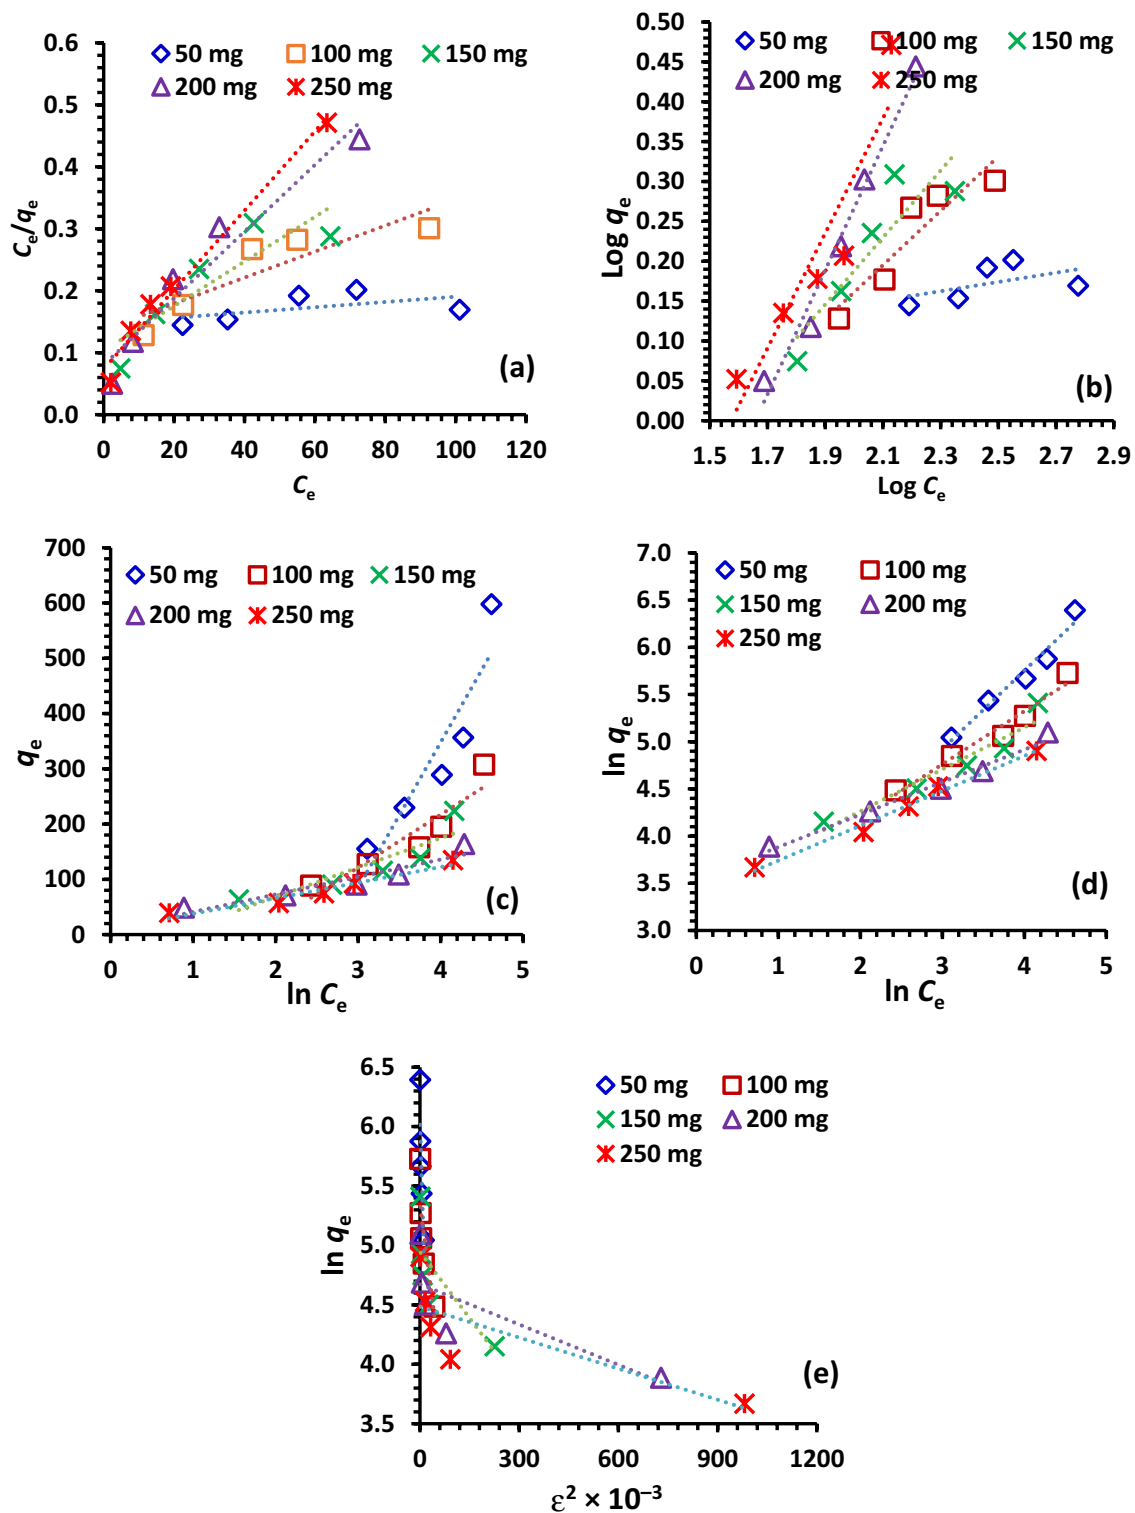 50 mg 100 mg 150 mg
200 mg 250 mg
0.6
0.5
0.4
0.3
0.2
0.1
0.0
Ce/qe
(a)
0 20 40 60 80 100 120
Ce
50 mg 100 mg 150 mg
200 mg 250 mg
0.50
0.45
0.40
0.35
0.30
0.25
0.20
0.15
0.10
0.05
0.00
Log qe
(b)
1.5 1.7 1.9 2.1 2.3 2.5 2.7 2.9
Log Ce
700
600
500
400
300
200
100
0
qe
50 mg 100 mg 150 mg
200 mg 250 mg
(c)
0 1 2 3 4 5
ln Ce
7.0
6.5
6.0
5.5
5.0
4.5
4.0
3.5
3.0
ln qe
50 mg 100 mg
150 mg 200 mg
250 mg
(d)
0 1 2 3 4 5
ln Ce
6.5
6.0
5.5
5.0
4.5
4.0
3.5
ln qe
50 mg 100 mg
150 mg 200 mg
250 mg
(e)
0 300 600 900 1200
ε² × 10⁻³